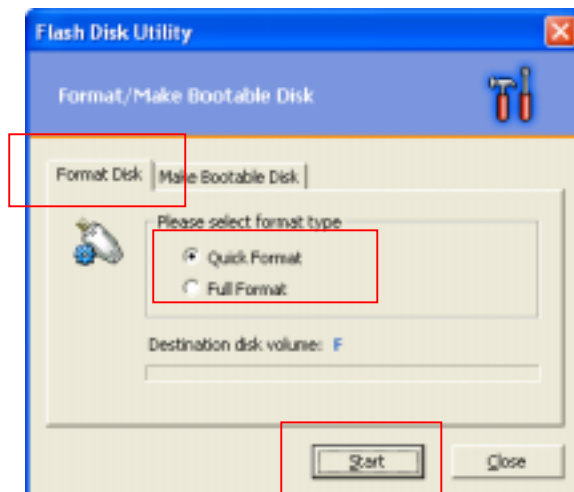 Flash Disk Utility
Format/Make Bootable Disk
Format Disk Make Bootable Disk
Please select format type
Quick Format
Full Format
Destination disk volume: F
Start Close